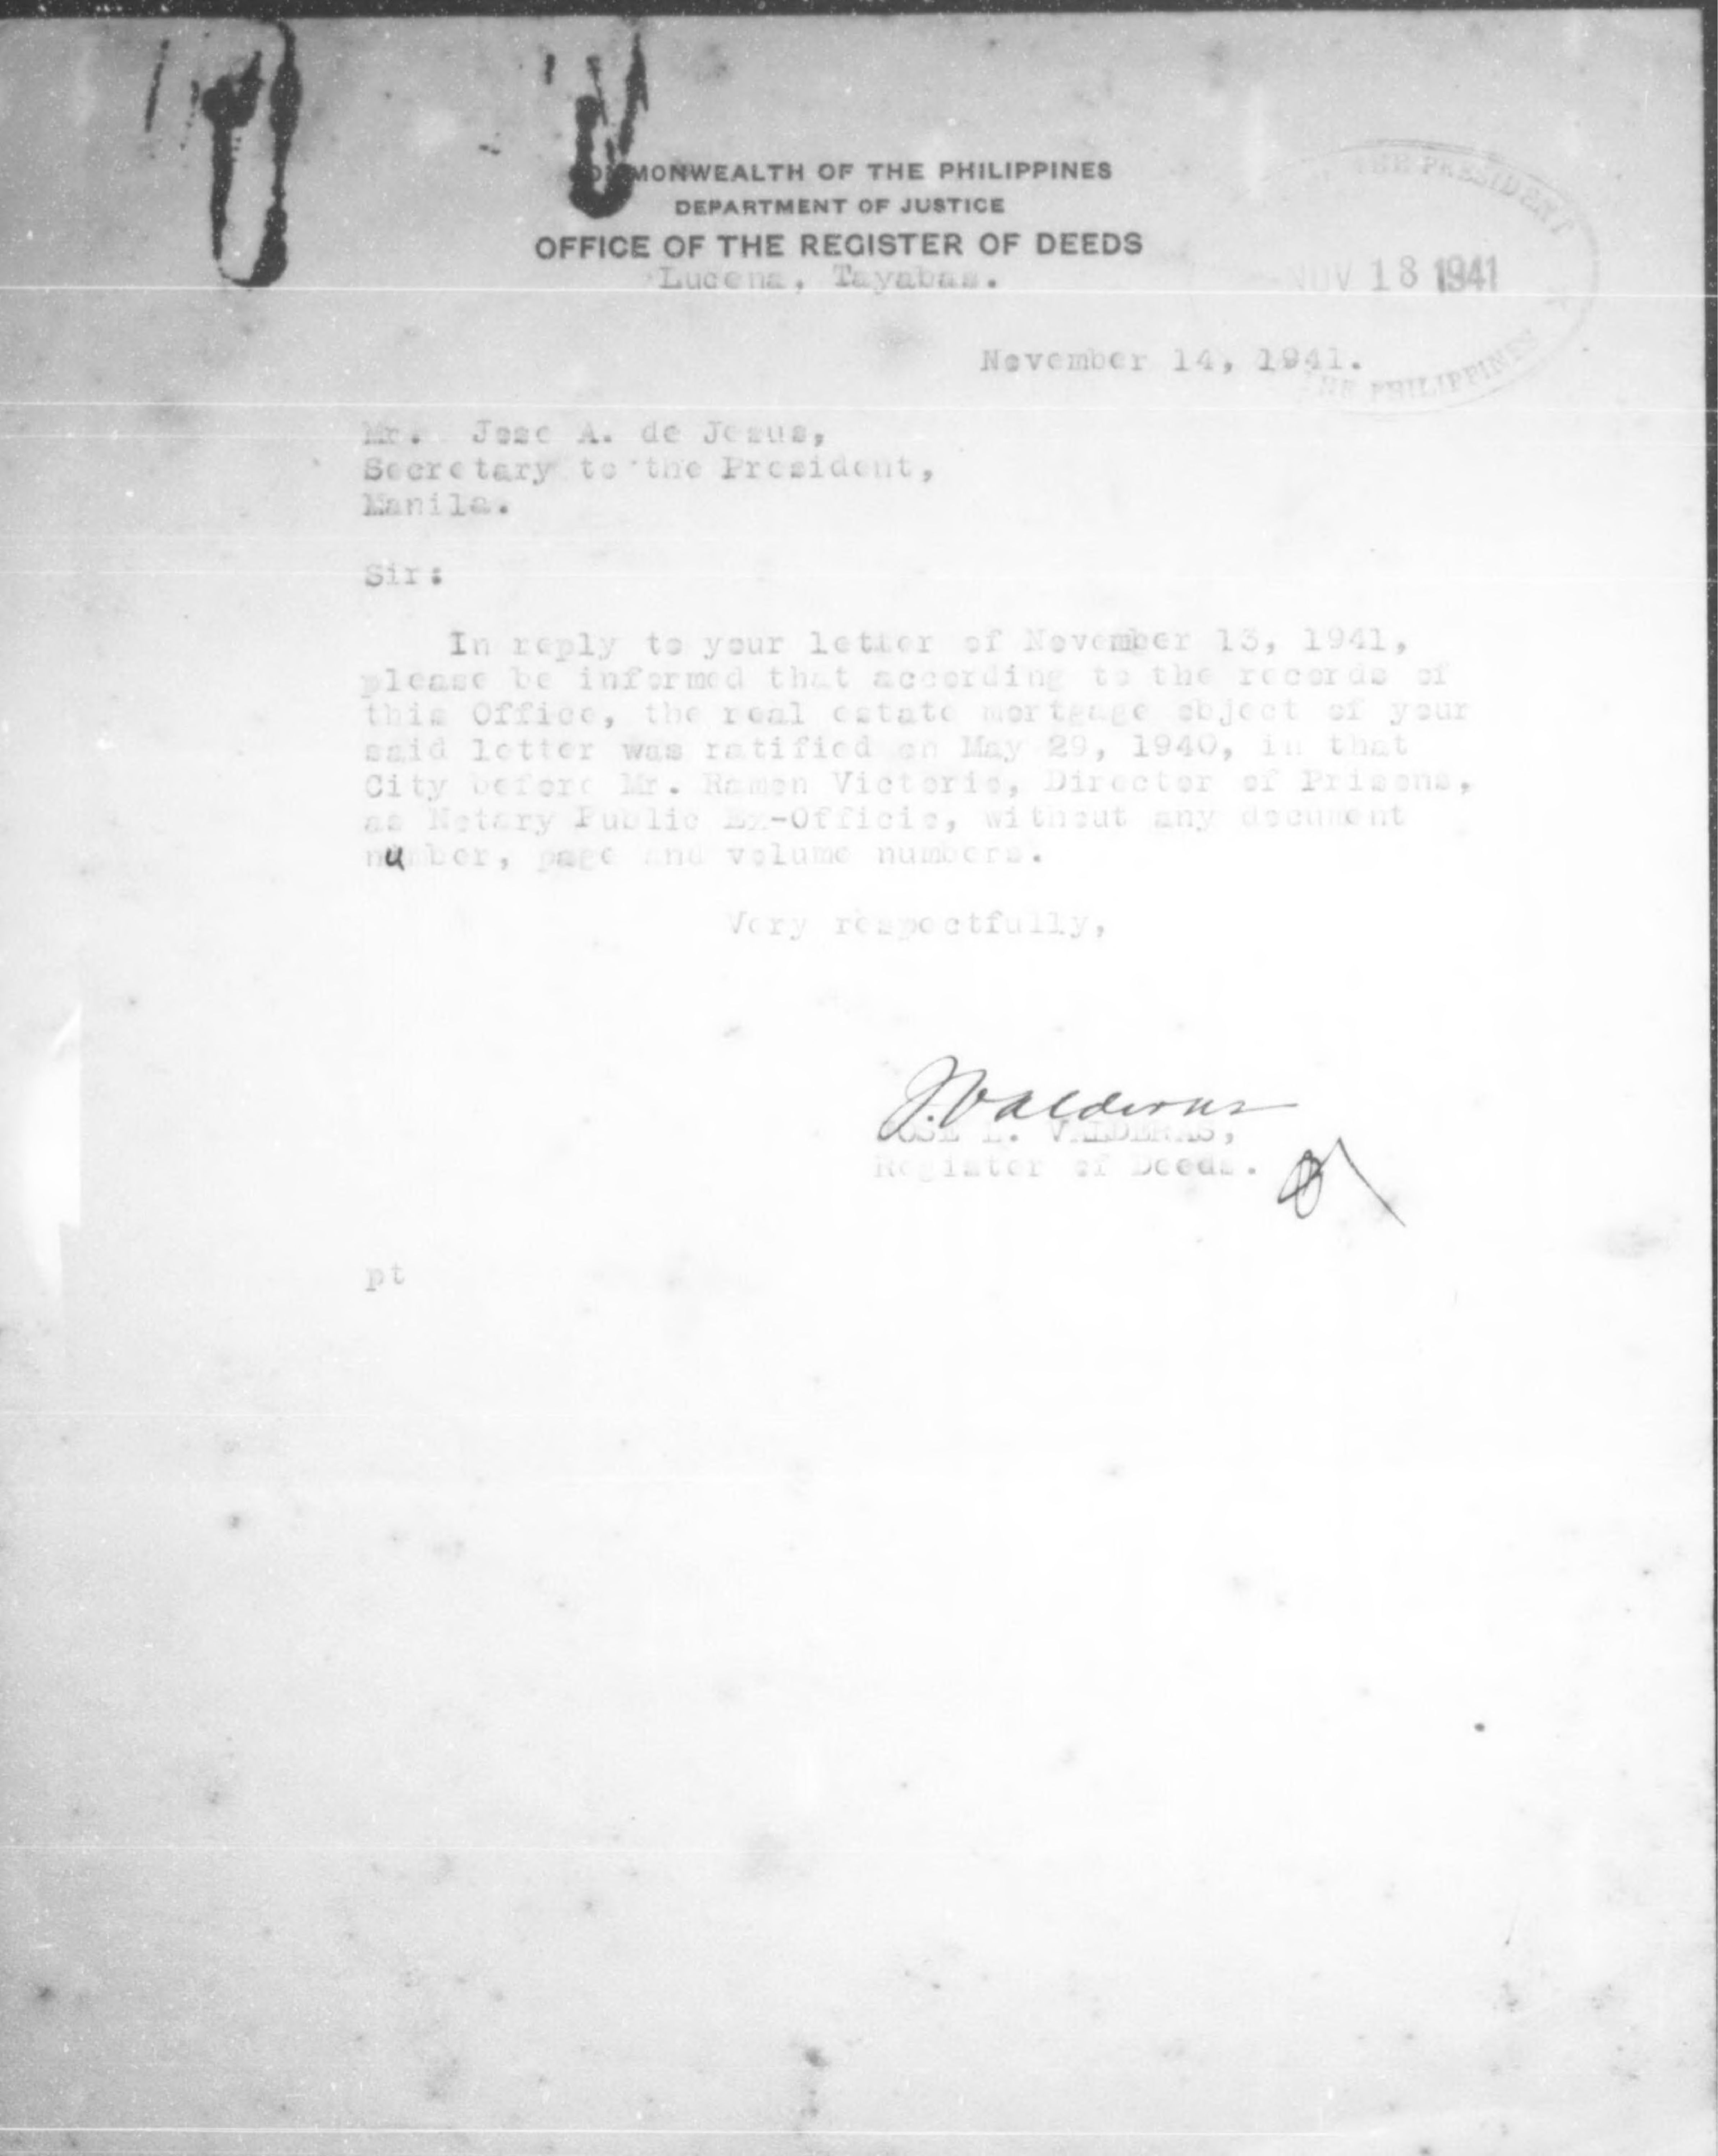 COMMONWEALTH OF THE PHILIPPINES
DEPARTMENT OF JUSTICE
OFFICE OF THE REGISTER OF DEEDS
Lucena, Tayabas.
THE PRESIDENT
NOV 18 1941
THE PHILIPPINES
November 14, 1941.
Mr. Jose A. de Jesus,
Secretary to the President,
Manila.
Sir:
In reply to your letter of November 13, 1941,
please be informed that according to the records of
this Office, the real estate mortgage object of your
said letter was ratified on May 29, 1940, in that
City before Mr. Ramon Victorio, Director of Prisons,
as Notary Public Ex-Officio, without any document
number, page and volume numbers.
Very respectfully,
J. Valderas
JOSE L. VALDERAS,
Register of Deeds.
pt